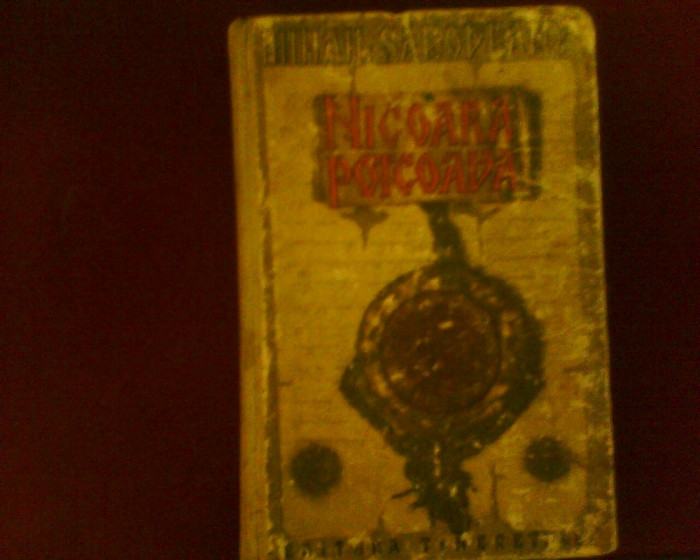 MIHAIL SADOVEANU
NICOARĂ
POTCOAVĂ
EDITURA TINERETULUI